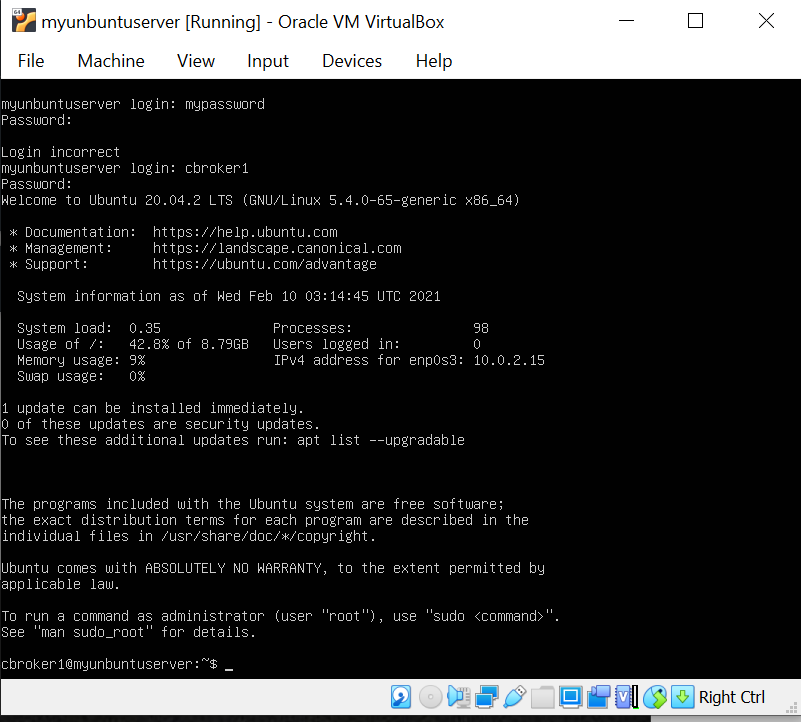 myunbuntuserver [Running] - Oracle VM VirtualBox
File Machine View Input Devices Help
myunbuntuserver login: mypassword
Password:
Login incorrect
myunbuntuserver login: cbroker1
Password:
Welcome to Ubuntu 20.04.2 LTS (GNU/Linux 5.4.0-65-generic x86_64)
* Documentation:  https://help.ubuntu.com
* Management:     https://landscape.canonical.com
* Support:        https://ubuntu.com/advantage
System information as of Wed Feb 10 03:14:45 UTC 2021
System load:  0.35              Processes:               98
Usage of /:   42.8% of 8.79GB   Users logged in:         0
Memory usage: 9%                IPv4 address for enp0s3: 10.0.2.15
Swap usage:   0%
1 update can be installed immediately.
0 of these updates are security updates.
To see these additional updates run: apt list --upgradable
The programs included with the Ubuntu system are free software;
the exact distribution terms for each program are described in the
individual files in /usr/share/doc/*/copyright.
Ubuntu comes with ABSOLUTELY NO WARRANTY, to the extent permitted by
applicable law.
To run a command as administrator (user "root"), use "sudo <command>".
See "man sudo_root" for details.
cbroker1@myunbuntuserver:~$ _
Right Ctrl